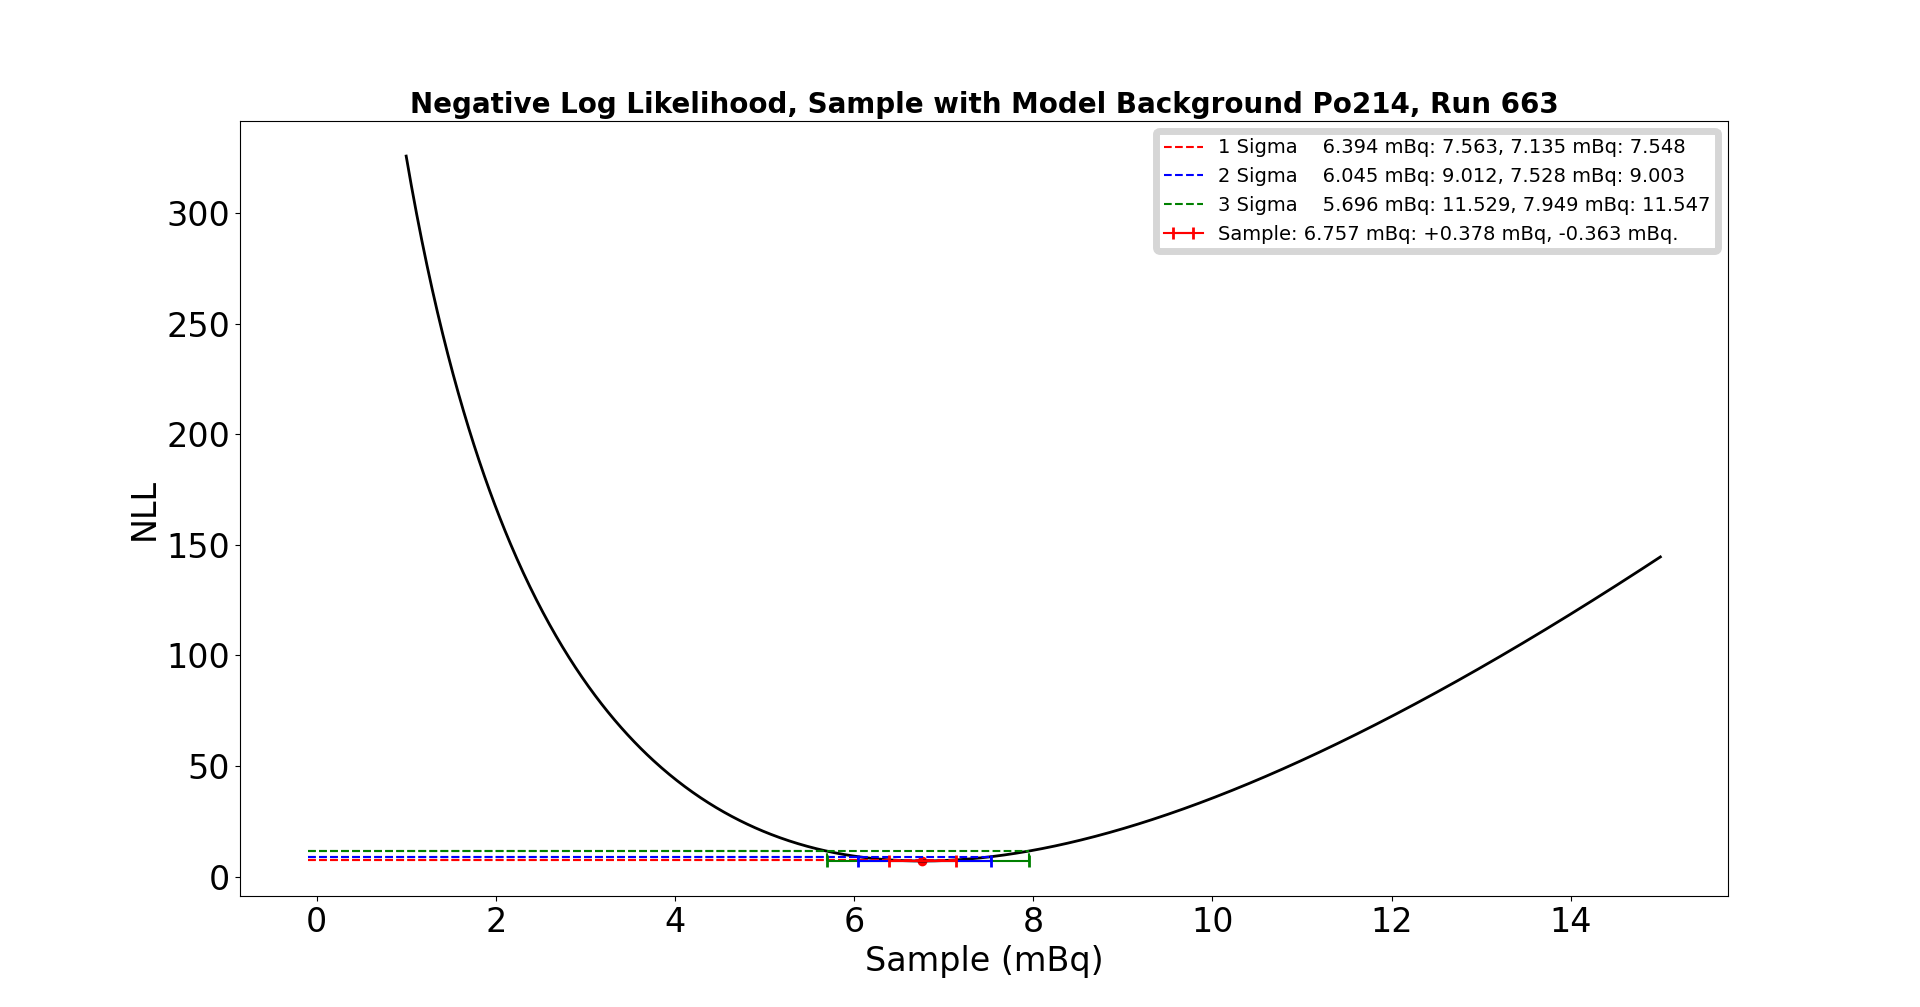 Negative Log Likelihood, Sample with Model Background Po214, Run 663
1 Sigma    6.394 mBq: 7.563, 7.135 mBq: 7.548
2 Sigma    6.045 mBq: 9.012, 7.528 mBq: 9.003
3 Sigma    5.696 mBq: 11.529, 7.949 mBq: 11.547
Sample: 6.757 mBq: +0.378 mBq, -0.363 mBq.
300
250
200
150
100
50
0
NLL
0 2 4 6 8 10 12 14
Sample (mBq)